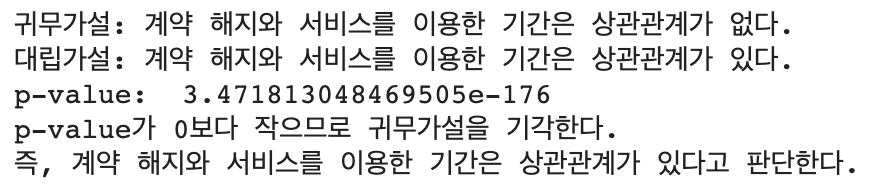 귀무가설: 계약 해지와 서비스를 이용한 기간은 상관관계가 없다.
대립가설: 계약 해지와 서비스를 이용한 기간은 상관관계가 있다.
p-value:  3.471813048469505e-176
p-value가 0보다 작으므로 귀무가설을 기각한다.
즉, 계약 해지와 서비스를 이용한 기간은 상관관계가 있다고 판단한다.